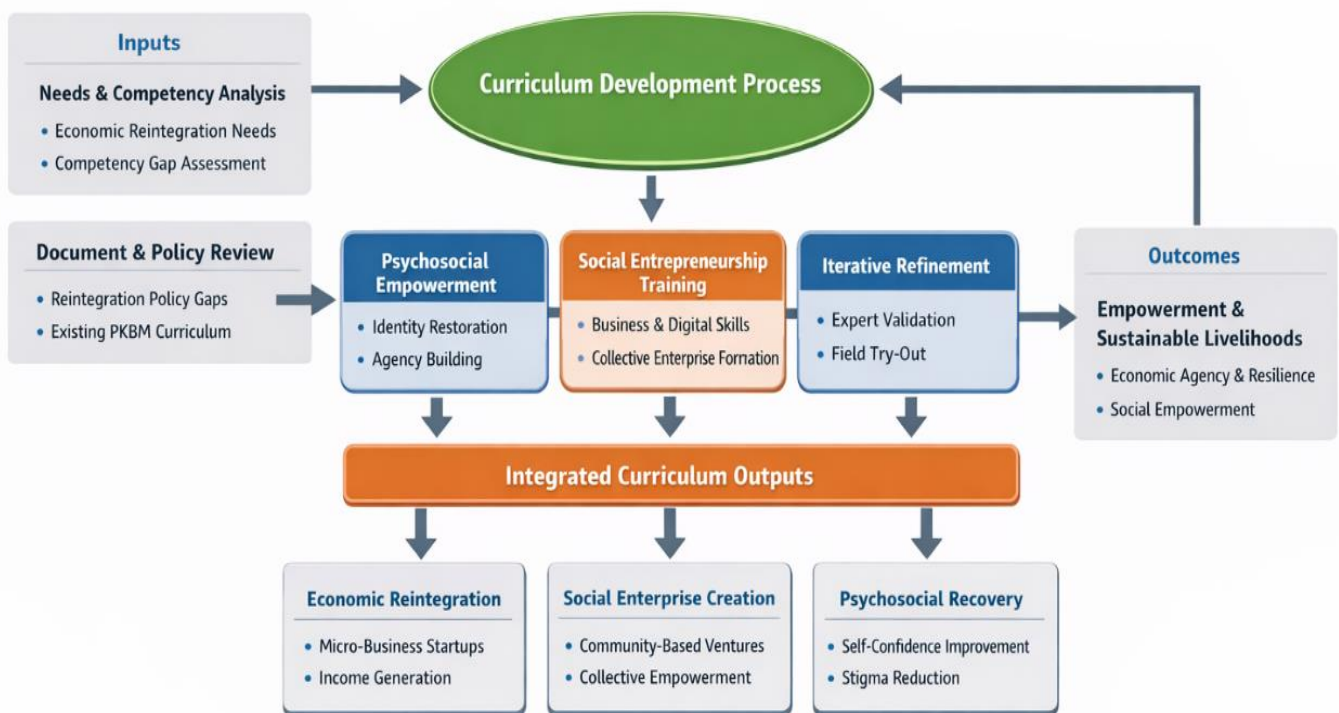 Inputs
Needs & Competency Analysis
• Economic Reintegration Needs
• Competency Gap Assessment
Curriculum Development Process
Document & Policy Review
• Reintegration Policy Gaps
• Existing PKBM Curriculum
Psychosocial
Empowerment
• Identity Restoration
• Agency Building
Social Entrepreneurship
Training
• Business & Digital Skills
• Collective Enterprise Fornation
Iterative Refinement
• Expert Validation
• Field Try-Out
Outcomes
Empowerment &
Sustainable Livelihoods
• Economic Agency & Resilience
• Social Empowerment
Integrated Curriculum Outputs
Economic Reintegration
• Micro-Business Startups
• Income Generation
Social Enterprise Creation
• Community-Based Ventures
• Collective Empowerment
Psychosocial Recovery
• Self-Confidence Improvement
• Stigma Reduction